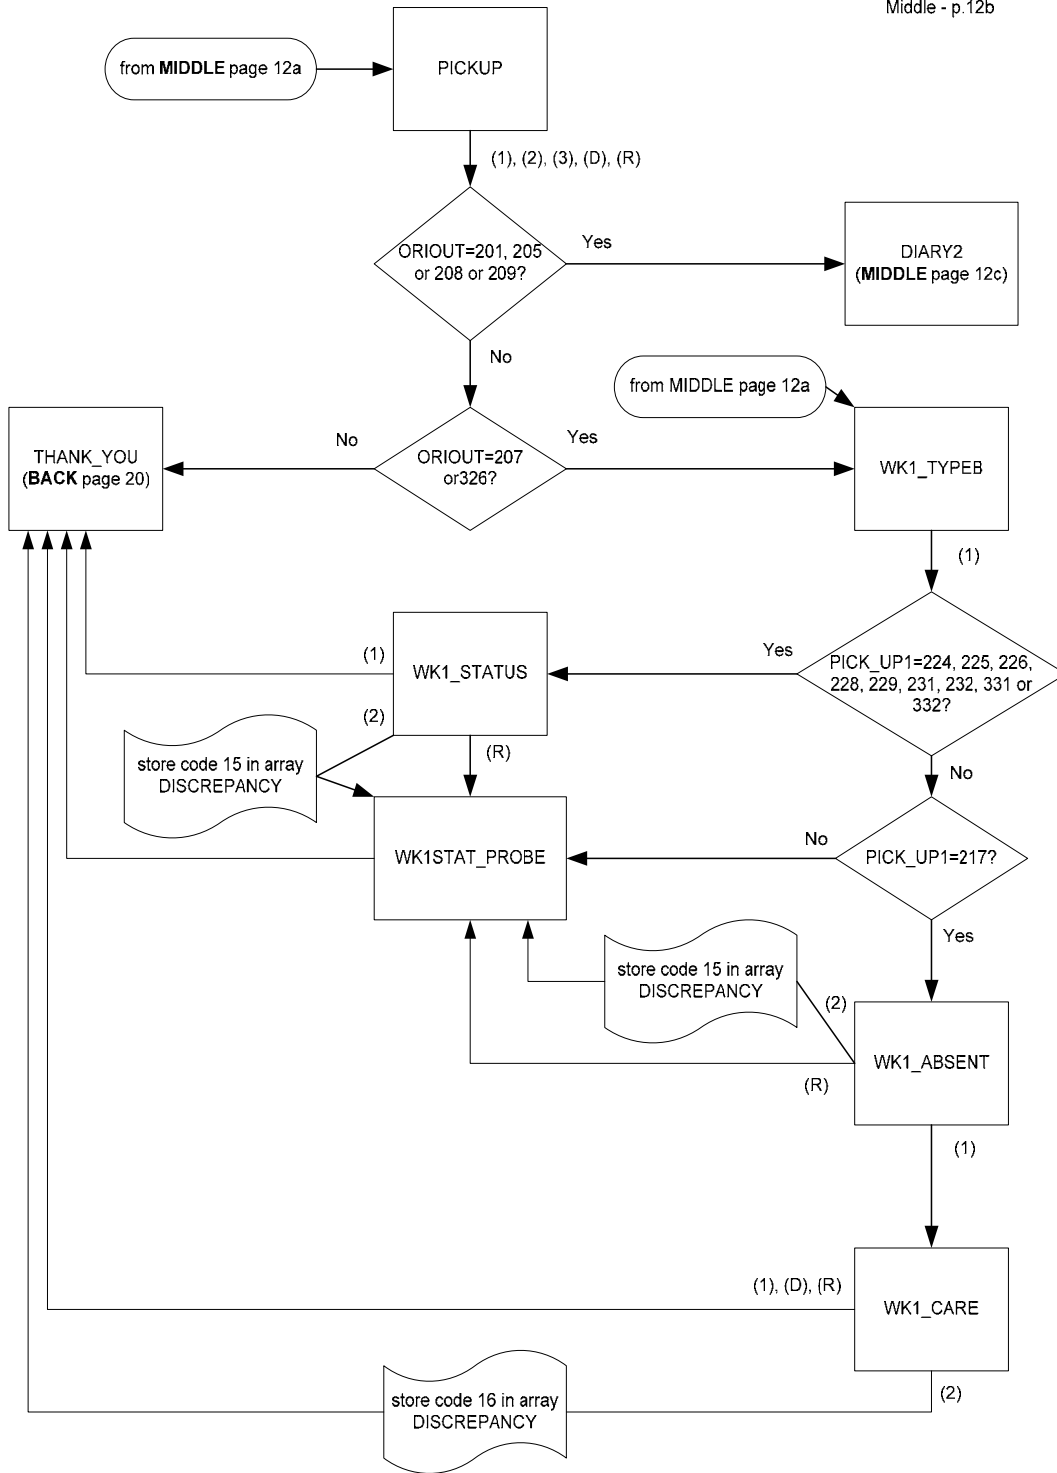 Middle - p.12b
from MIDDLE page 12a
PICKUP
(1), (2), (3), (D), (R)
ORIOUT=201, 205
or 208 or 209?
Yes
DIARY2
(MIDDLE page 12c)
No
from MIDDLE page 12a
THANK_YOU
(BACK page 20)
No
ORIOUT=207
or326?
Yes
WK1_TYPEB
(1)
PICK_UP1=224, 225, 226,
228, 229, 231, 232, 331 or
332?
Yes
WK1_STATUS
(1)
(2)
(R)
store code 15 in array
DISCREPANCY
No
WK1STAT_PROBE
No
PICK_UP1=217?
Yes
store code 15 in array
DISCREPANCY
(2)
WK1_ABSENT
(R)
(1)
(1), (D), (R)
WK1_CARE
(2)
store code 16 in array
DISCREPANCY